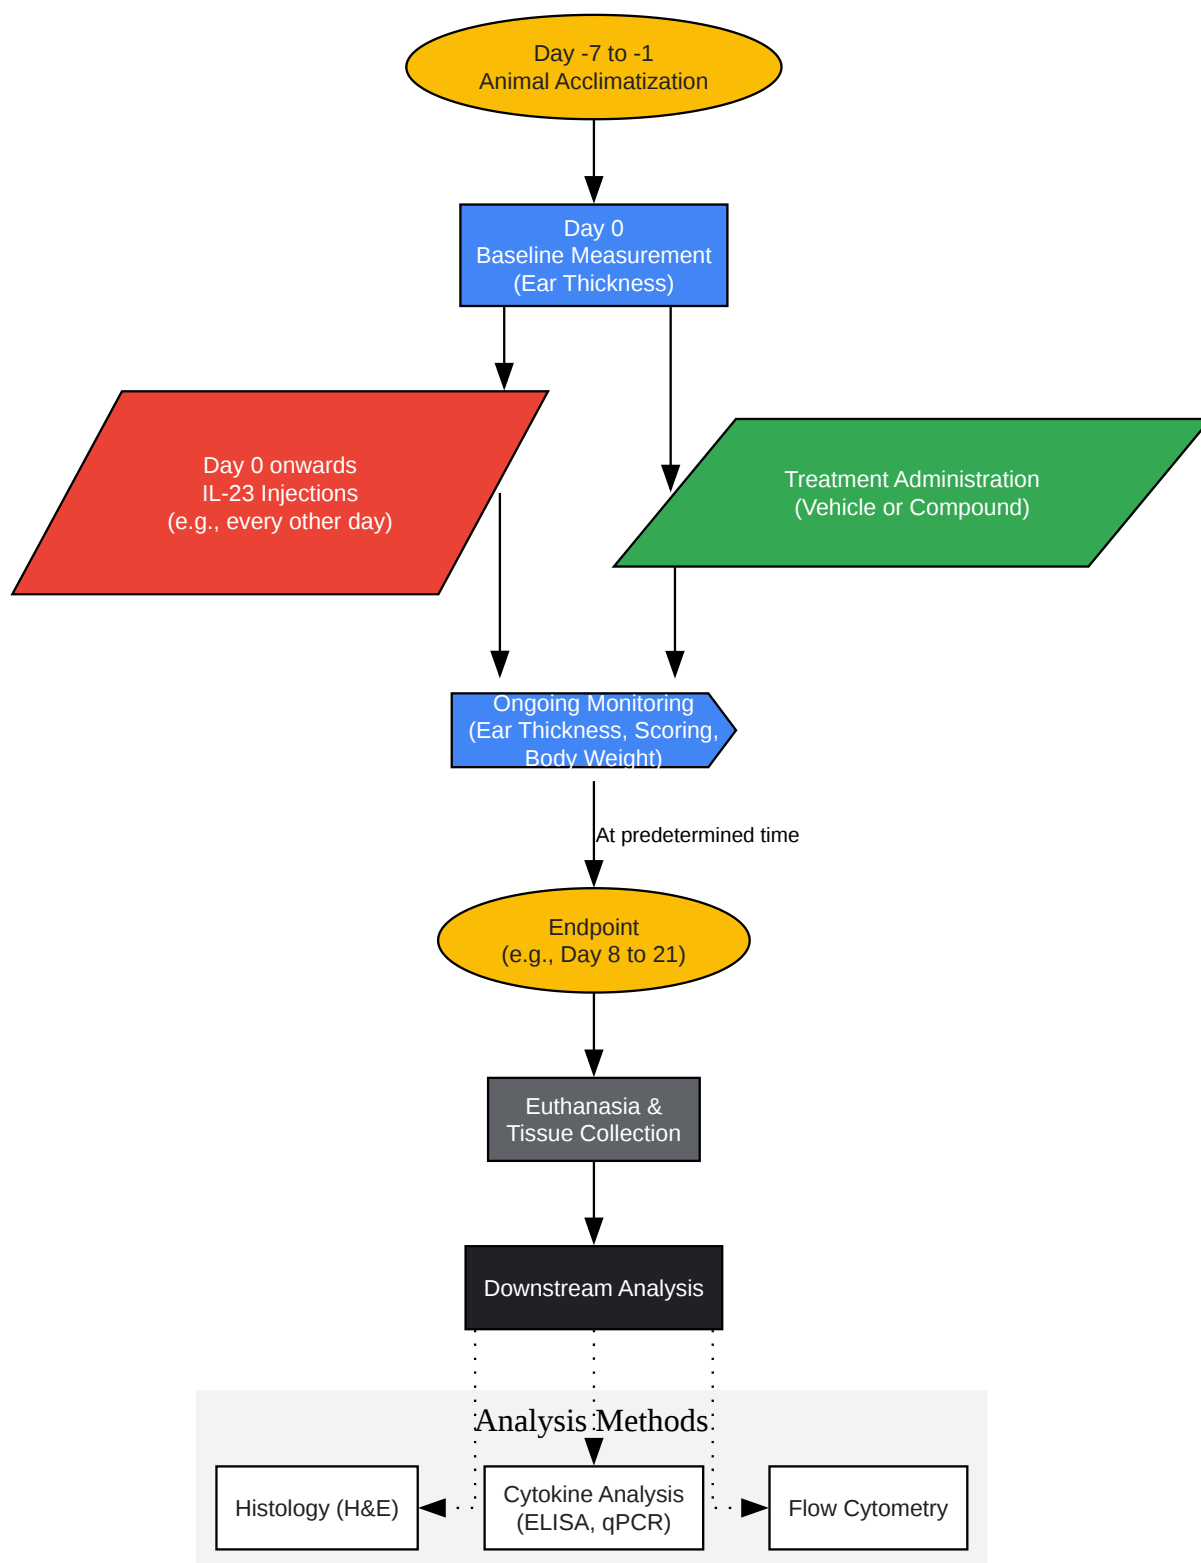 Day -7 to -1
Animal Acclimatization
Day 0
Baseline Measurement
(Ear Thickness)
Day 0 onwards
IL-23 Injections
(e.g., every other day)
Treatment Administration
(Vehicle or Compound)
Ongoing Monitoring
(Ear Thickness, Scoring,
Body Weight)
At predetermined time
Endpoint
(e.g., Day 8 to 21)
Euthanasia &
Tissue Collection
Downstream Analysis
Analysis Methods
Histology (H&E)
Cytokine Analysis
(ELISA, qPCR)
Flow Cytometry